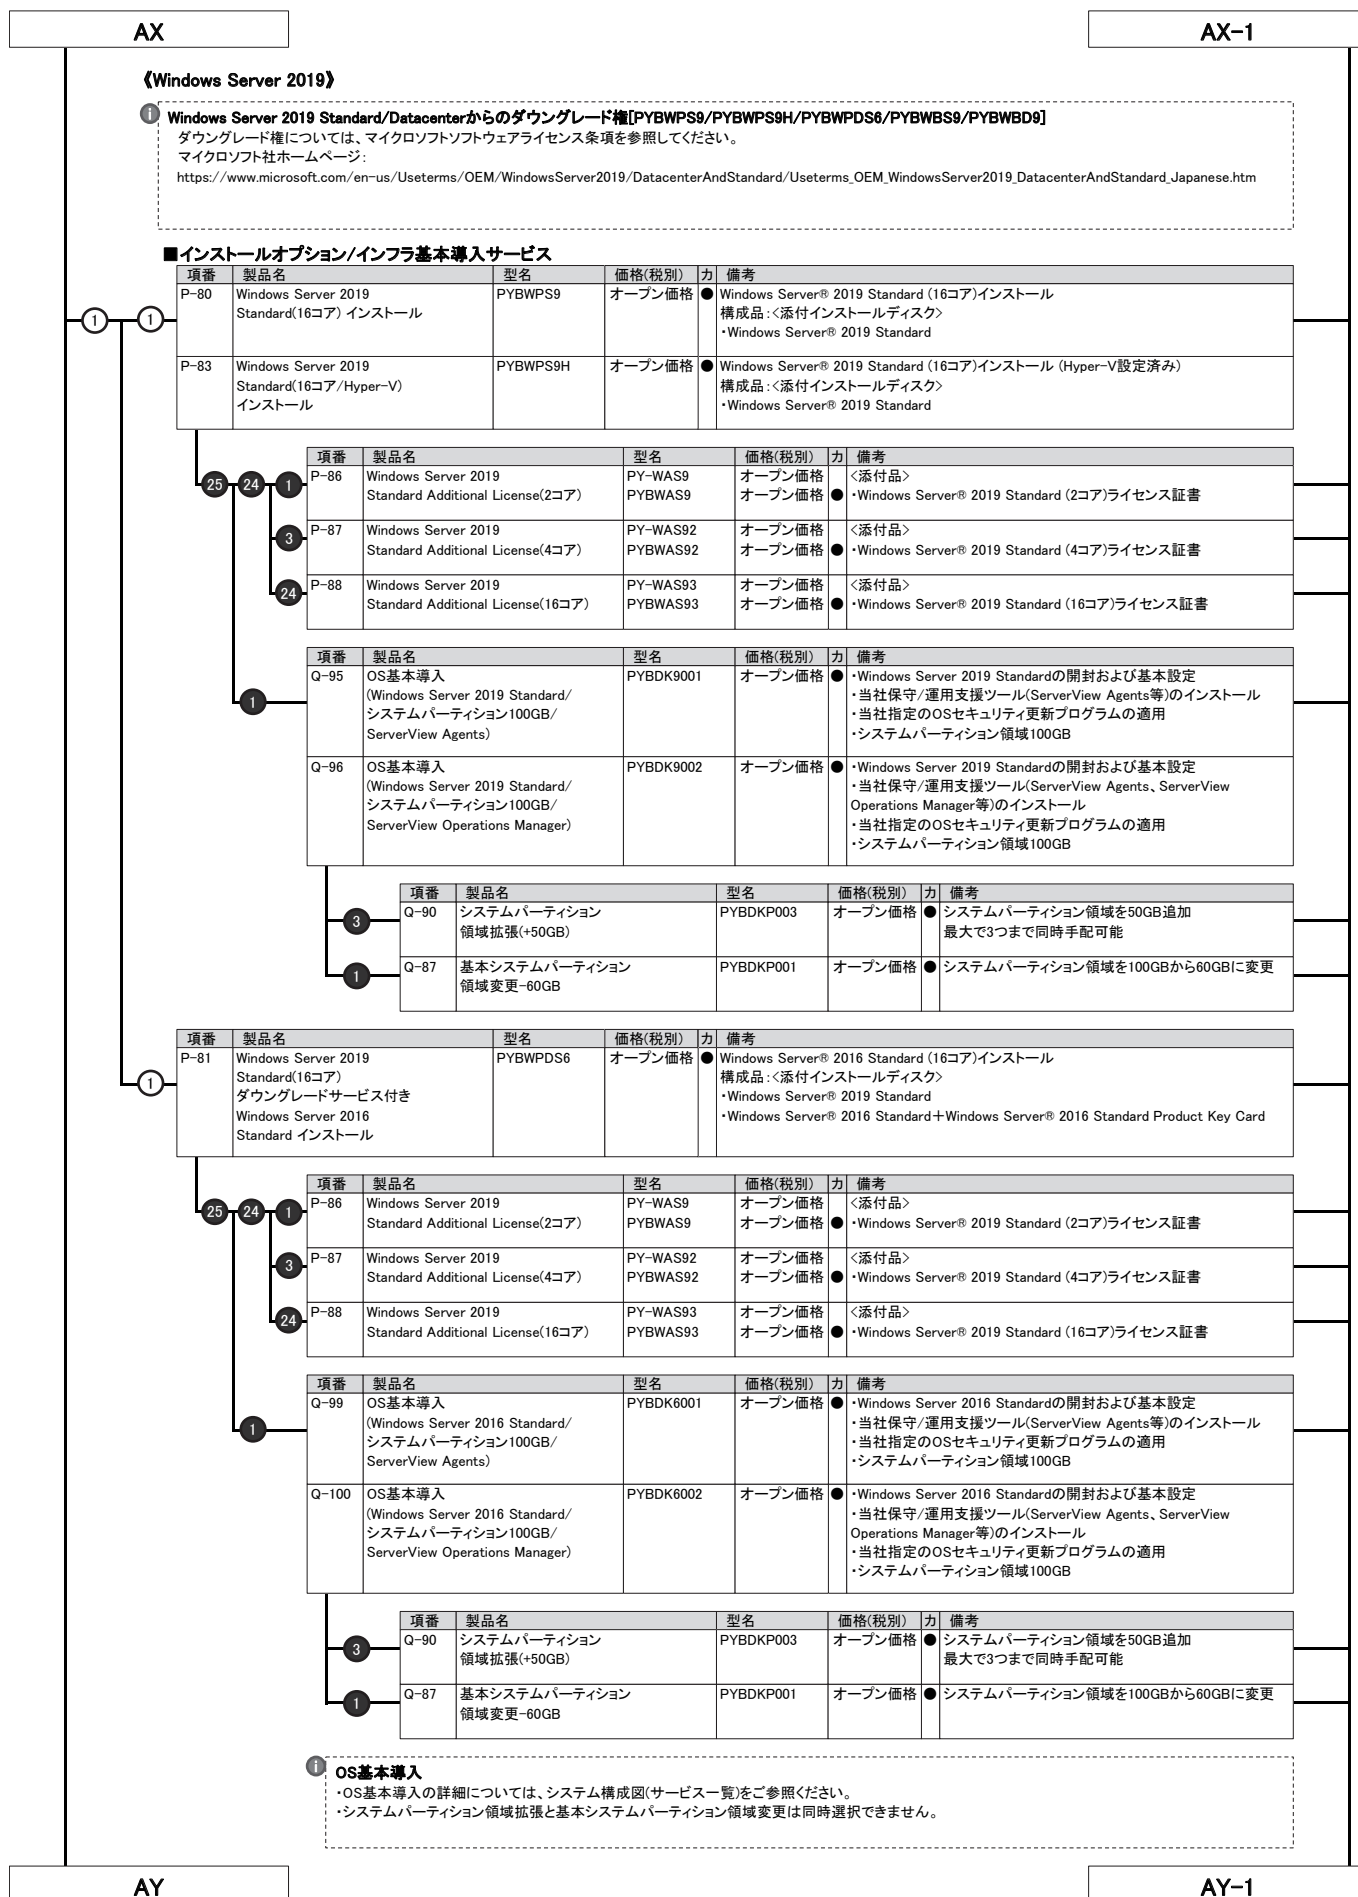 AX
AX-1
《Windows Server 2019》
i
Windows Server 2019 Standard/Datacenterからのダウングレード権[PYBWPS9/PYBWPS9H/PYBWPDS6/PYBWBS9/PYBWBD9]
ダウングレード権については、マイクロソフトソフトウェアライセンス条項を参照してください。
マイクロソフト社ホームページ:
https://www.microsoft.com/en-us/Useterms/OEM/WindowsServer2019/DatacenterAndStandard/Useterms_OEM_WindowsServer2019_DatacenterAndStandard_Japanese.htm
■インストールオプション/インフラ基本導入サービス
項番 製品名 型名 価格(税別) カ 備考
1 1
P-80 Windows Server 2019 PYBWPS9 オープン価格 ● Windows Server® 2019 Standard (16コア)インストール
Standard(16コア) インストール 構成品:<添付インストールディスク>
・Windows Server® 2019 Standard
P-83 Windows Server 2019 PYBWPS9H オープン価格 ● Windows Server® 2019 Standard (16コア)インストール (Hyper-V設定済み)
Standard(16コア/Hyper-V) 構成品:<添付インストールディスク>
インストール ・Windows Server® 2019 Standard
項番 製品名 型名 価格(税別) カ 備考
25 24 1
P-86 Windows Server 2019 PY-WAS9 オープン価格 <添付品>
Standard Additional License(2コア) PYBWAS9 オープン価格 ● ・Windows Server® 2019 Standard (2コア)ライセンス証書
3
P-87 Windows Server 2019 PY-WAS92 オープン価格 <添付品>
Standard Additional License(4コア) PYBWAS92 オープン価格 ● ・Windows Server® 2019 Standard (4コア)ライセンス証書
24
P-88 Windows Server 2019 PY-WAS93 オープン価格 <添付品>
Standard Additional License(16コア) PYBWAS93 オープン価格 ● ・Windows Server® 2019 Standard (16コア)ライセンス証書
項番 製品名 型名 価格(税別) カ 備考
1
Q-95 OS基本導入 PYBDK9001 オープン価格 ● ・Windows Server 2019 Standardの開封および基本設定
(Windows Server 2019 Standard/ ・当社保守/運用支援ツール(ServerView Agents等)のインストール
システムパーティション100GB/ ・当社指定のOSセキュリティ更新プログラムの適用
ServerView Agents) ・システムパーティション領域100GB
Q-96 OS基本導入 PYBDK9002 オープン価格 ● ・Windows Server 2019 Standardの開封および基本設定
(Windows Server 2019 Standard/ ・当社保守/運用支援ツール(ServerView Agents、ServerView
システムパーティション100GB/ Operations Manager等)のインストール
ServerView Operations Manager) ・当社指定のOSセキュリティ更新プログラムの適用
・システムパーティション領域100GB
項番 製品名 型名 価格(税別) カ 備考
3
Q-90 システムパーティション PYBDKP003 オープン価格 ● システムパーティション領域を50GB追加
領域拡張(+50GB) 最大で3つまで同時手配可能
1
Q-87 基本システムパーティション PYBDKP001 オープン価格 ● システムパーティション領域を100GBから60GBに変更
領域変更-60GB
項番 製品名 型名 価格(税別) カ 備考
1
P-81 Windows Server 2019 PYBWPDS6 オープン価格 ● Windows Server® 2016 Standard (16コア)インストール
Standard(16コア) 構成品:<添付インストールディスク>
ダウングレードサービス付き ・Windows Server® 2019 Standard
Windows Server 2016 ・Windows Server® 2016 Standard+Windows Server® 2016 Standard Product Key Card
Standard インストール
項番 製品名 型名 価格(税別) カ 備考
25 24 1
P-86 Windows Server 2019 PY-WAS9 オープン価格 <添付品>
Standard Additional License(2コア) PYBWAS9 オープン価格 ● ・Windows Server® 2019 Standard (2コア)ライセンス証書
3
P-87 Windows Server 2019 PY-WAS92 オープン価格 <添付品>
Standard Additional License(4コア) PYBWAS92 オープン価格 ● ・Windows Server® 2019 Standard (4コア)ライセンス証書
24
P-88 Windows Server 2019 PY-WAS93 オープン価格 <添付品>
Standard Additional License(16コア) PYBWAS93 オープン価格 ● ・Windows Server® 2019 Standard (16コア)ライセンス証書
項番 製品名 型名 価格(税別) カ 備考
1
Q-99 OS基本導入 PYBDK6001 オープン価格 ● ・Windows Server 2016 Standardの開封および基本設定
(Windows Server 2016 Standard/ ・当社保守/運用支援ツール(ServerView Agents等)のインストール
システムパーティション100GB/ ・当社指定のOSセキュリティ更新プログラムの適用
ServerView Agents) ・システムパーティション領域100GB
Q-100 OS基本導入 PYBDK6002 オープン価格 ● ・Windows Server 2016 Standardの開封および基本設定
(Windows Server 2016 Standard/ ・当社保守/運用支援ツール(ServerView Agents、ServerView
システムパーティション100GB/ Operations Manager等)のインストール
ServerView Operations Manager) ・当社指定のOSセキュリティ更新プログラムの適用
・システムパーティション領域100GB
項番 製品名 型名 価格(税別) カ 備考
3
Q-90 システムパーティション PYBDKP003 オープン価格 ● システムパーティション領域を50GB追加
領域拡張(+50GB) 最大で3つまで同時手配可能
1
Q-87 基本システムパーティション PYBDKP001 オープン価格 ● システムパーティション領域を100GBから60GBに変更
領域変更-60GB
i
OS基本導入
・OS基本導入の詳細については、システム構成図(サービス一覧)をご参照ください。
・システムパーティション領域拡張と基本システムパーティション領域変更は同時選択できません。
AY
AY-1